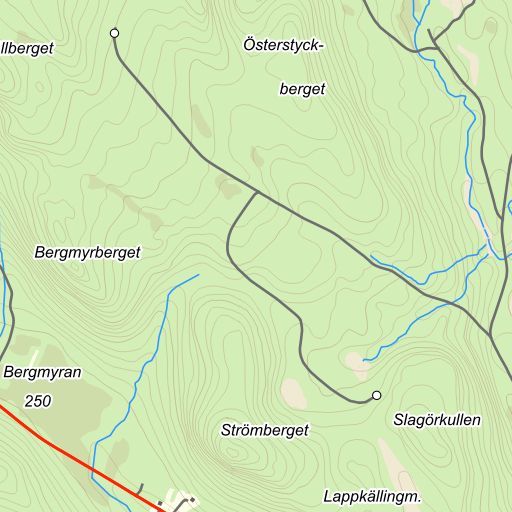 llberget
Österstyck-
berget
Bergmyrberget
Bergmyran
250
Strömberget
Slagörkullen
Lappkällingm.